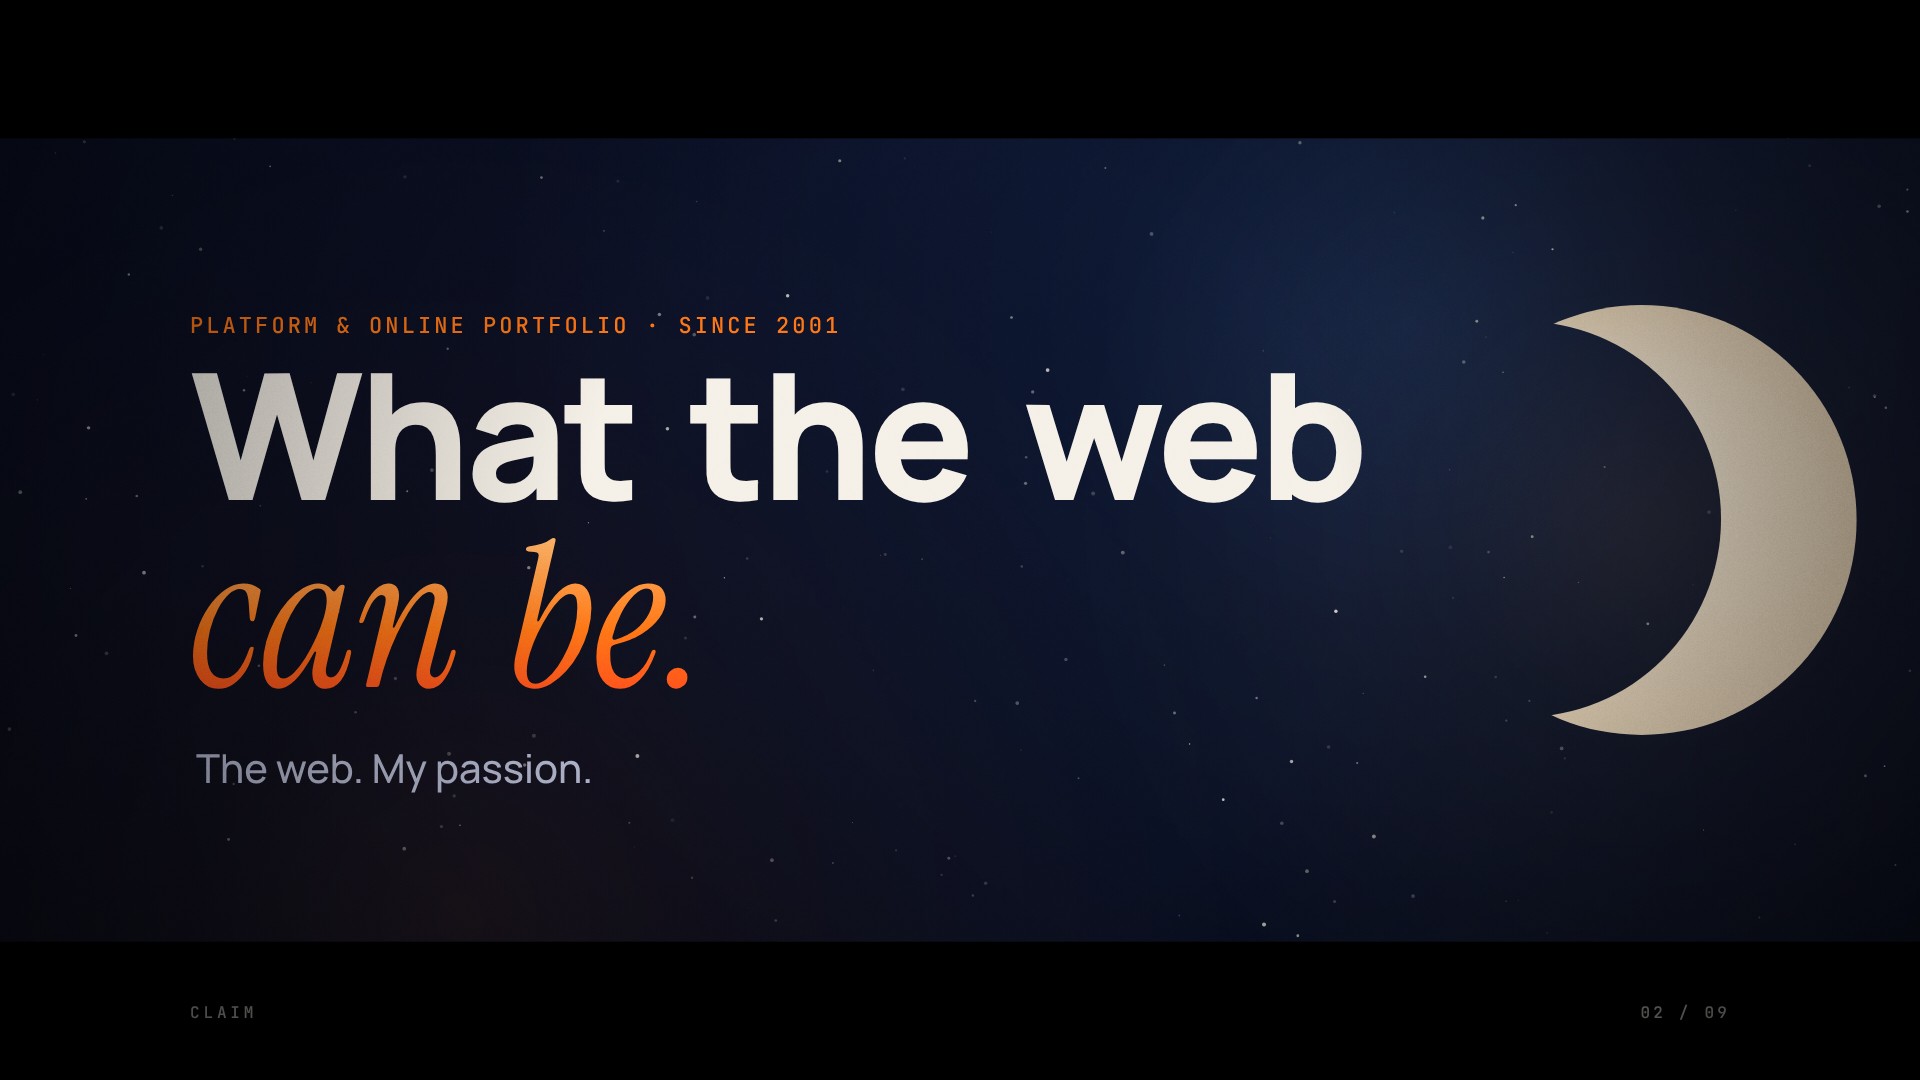 PLATFORM & ONLINE PORTFOLIO · SINCE 2001
What the web
can be.
The web. My passion.
CLAIM
02 / 09